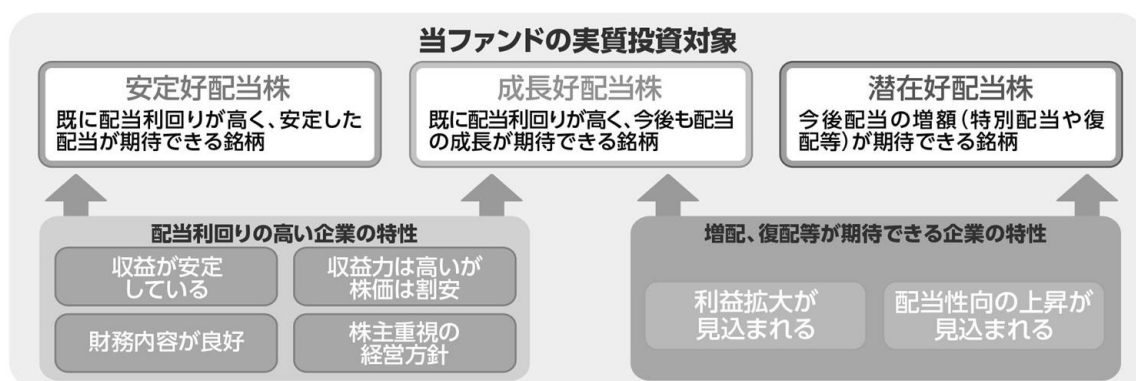 当ファンドの実質投資対象
安定好配当株
既に配当利回りが高く、安定した
配当が期待できる銘柄
成長好配当株
既に配当利回りが高く、今後も配当
の成長が期待できる銘柄
潜在好配当株
今後配当の増額（特別配当や復
配等）が期待できる銘柄
配当利回りの高い企業の特性
収益が安定
している
収益力は高いが
株価は割安
財務内容が良好
株主重視の
経営方針
増配、復配等が期待できる企業の特性
利益拡大が
見込まれる
配当性向の上昇が
見込まれる